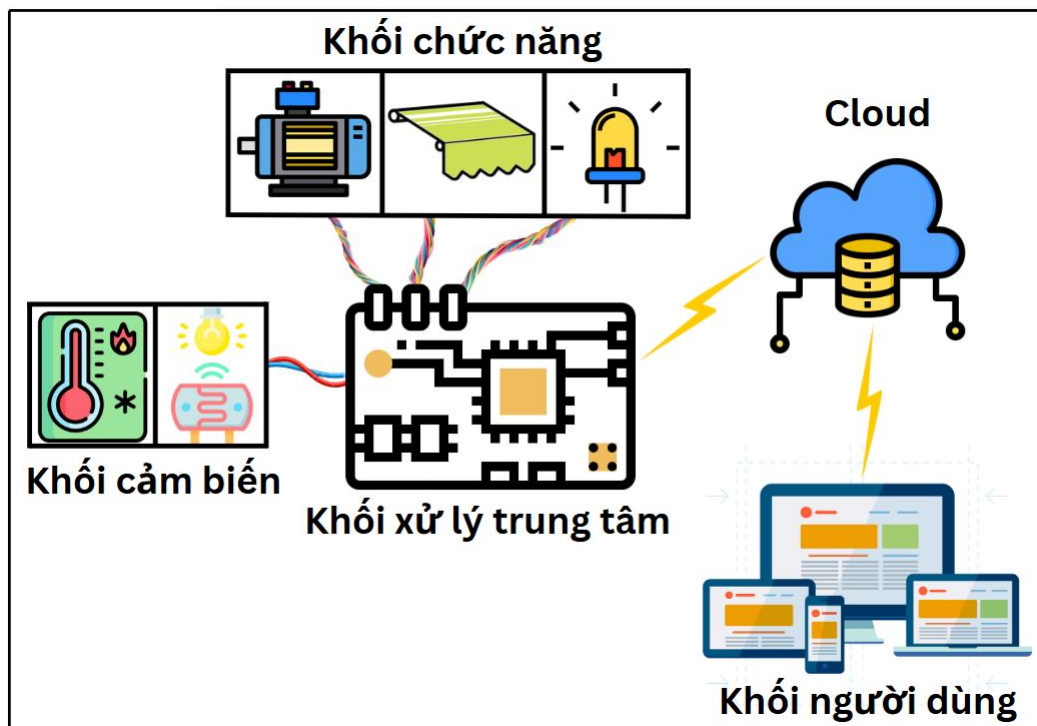 Khối chức năng
Cloud
Khối cảm biến
Khối xử lý trung tâm
Khối người dùng